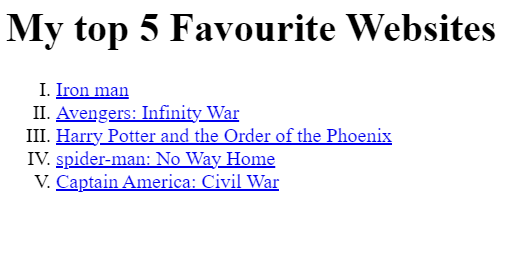 My top 5 Favourite Websites
I. Iron man
II. Avengers: Infinity War
III. Harry Potter and the Order of the Phoenix
IV. spider-man: No Way Home
V. Captain America: Civil War